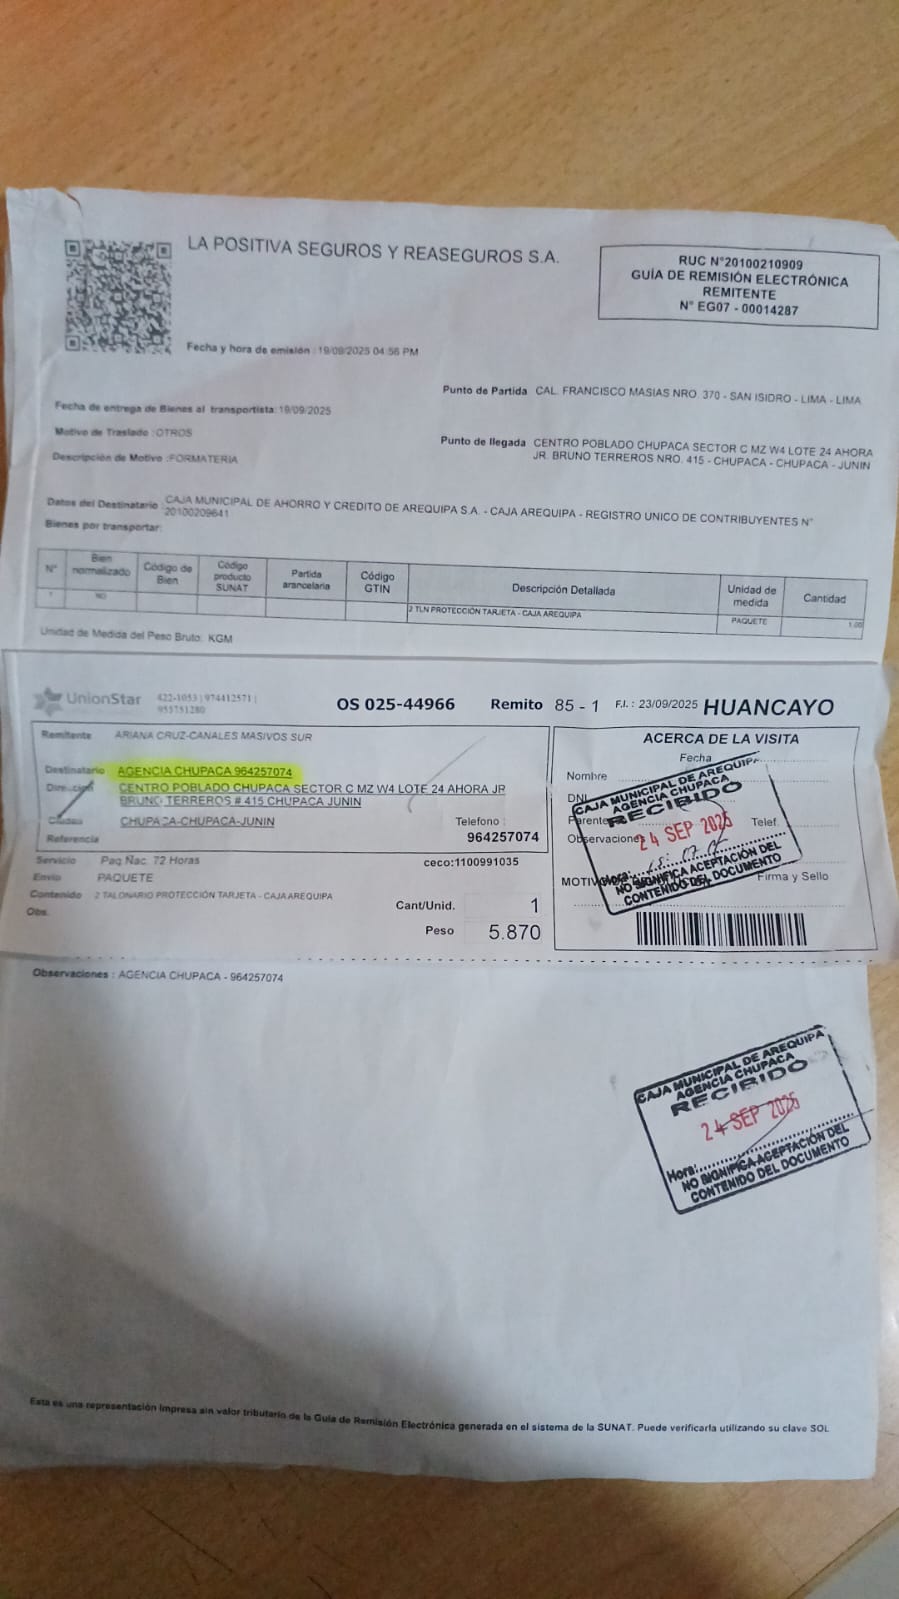 LA POSITIVA SEGUROS Y REASEGUROS S.A.
RUC N°20100210909
GUÍA DE REMISIÓN ELECTRÓNICA
REMITENTE
N° EG07 - 00014287
Fecha y hora de emisión : 19/09/2025 04:56 PM
Punto de Partida CAL. FRANCISCO MASIAS NRO. 370 - SAN ISIDRO - LIMA - LIMA
Fecha de entrega de Bienes al transportista: 19/09/2025
Motivo de Traslado :OTROS
Punto de llegada CENTRO POBLADO CHUPACA SECTOR C MZ W4 LOTE 24 AHORA
JR. BRUNO TERREROS NRO. 415 - CHUPACA - CHUPACA - JUNIN
Descripción de Motivo :FORMATERIA
Datos del Destinatario : CAJA MUNICIPAL DE AHORRO Y CREDITO DE AREQUIPA S.A. - CAJA AREQUIPA - REGISTRO UNICO DE CONTRIBUYENTES N°
20100209641
Bienes por transportar:
N° Bien normalizado Código de Bien Código producto SUNAT Partida arancelaria Código GTIN Descripción Detallada Unidad de medida Cantidad
1 NO 2 TLN PROTECCIÓN TARJETA - CAJA AREQUIPA PAQUETE 1.00
Unidad de Medida del Peso Bruto: KGM
UnionStar 422-1053 | 974412571 |
955751280
OS 025-44966 Remito 85 - 1 F.I.: 23/09/2025 HUANCAYO
Remitente ARIANA CRUZ-CANALES MASIVOS SUR
Destinatario AGENCIA CHUPACA 964257074
Dirección CENTRO POBLADO CHUPACA SECTOR C MZ W4 LOTE 24 AHORA JR
BRUNO TERREROS # 415 CHUPACA JUNIN
Ciudad CHUPACA-CHUPACA-JUNIN
Telefono :
964257074
Referencia
Servicio Paq Nac. 72 Horas
ceco:1100991035
Envio PAQUETE
Contenido 2 TALONARIO PROTECCIÓN TARJETA - CAJA AREQUIPA
Obs.
Cant/Unid. 1
Peso 5.870
ACERCA DE LA VISITA
Fecha
Nombre
DNI
Telef.
Observaciones
Firma y Sello
CAJA MUNICIPAL DE AREQUIPA
AGENCIA CHUPACA
RECIBIDO
24 SEP 2025
Hora:
NO SIGNIFICA ACEPTACIÓN DEL
CONTENIDO DEL DOCUMENTO
Observaciones : AGENCIA CHUPACA - 964257074
CAJA MUNICIPAL DE AREQUIPA
AGENCIA CHUPACA
RECIBIDO
24 SEP 2025
Hora:
NO SIGNIFICA ACEPTACIÓN DEL
CONTENIDO DEL DOCUMENTO
Esta es una representación impresa sin valor tributario de la Guía de Remisión Electrónica generada en el sistema de la SUNAT. Puede verificarla utilizando su clave SOL